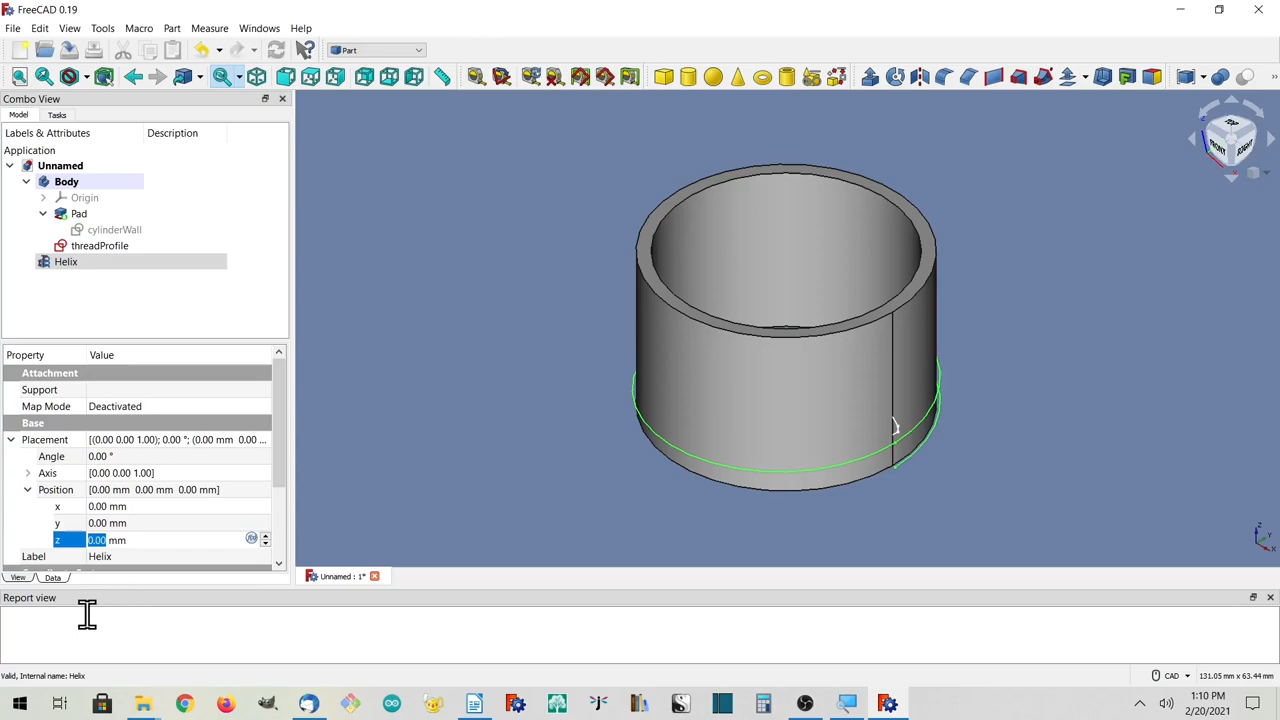 FreeCAD 0.19
File Edit View Tools Macro Part Measure Windows Help
Part
Combo View
Model Tasks
Labels & Attributes Description
Application
Unnamed
Body
Origin
Pad
cylinderWall
threadProfile
Helix
Property Value
Attachment
Support
Map Mode Deactivated
Base
Placement [(0.00 0.00 1.00); 0.00 °; (0.00 mm 0.00 ...
Angle 0.00 °
Axis [0.00 0.00 1.00]
Position [0.00 mm 0.00 mm 0.00 mm]
x 0.00 mm
y 0.00 mm
z 0.00 mm
Label Helix
View Data
TOP
FRONT
RIGHT
Z
Y
X
Unnamed : 1*
Report view
Valid, Internal name: Helix
CAD 131.05 mm x 63.44 mm
1:10 PM
2/20/2021